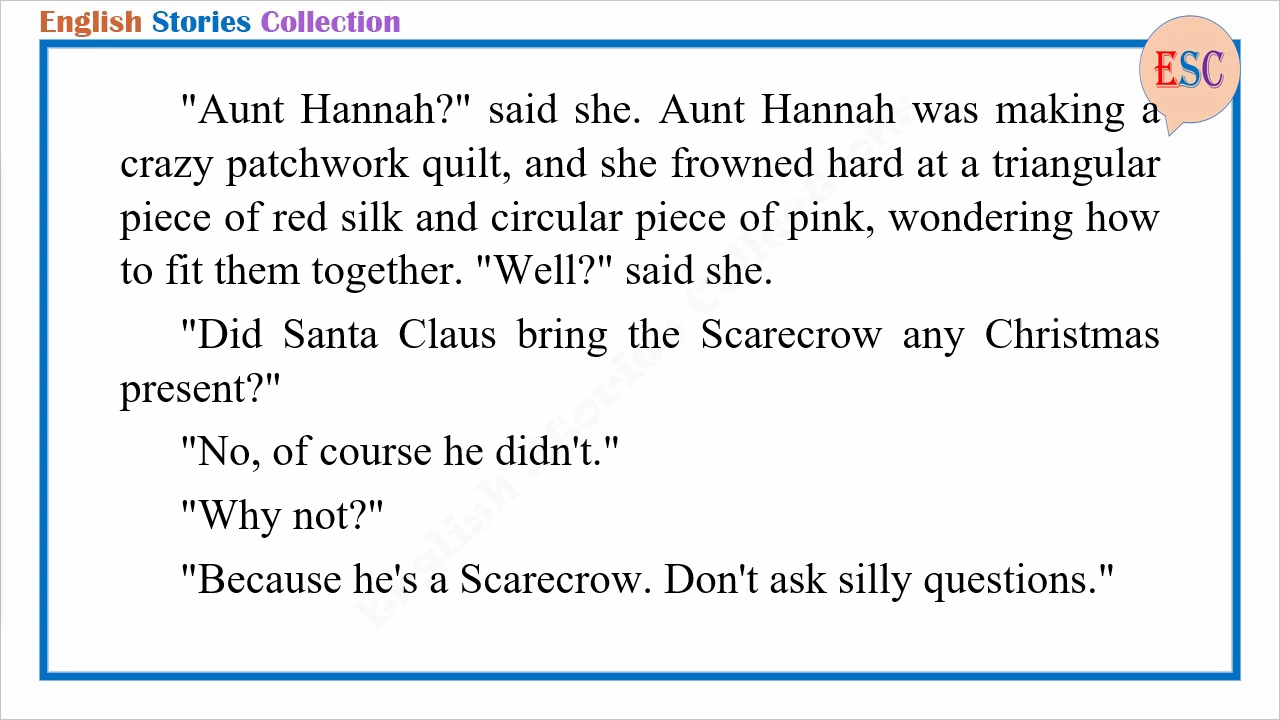 English Stories Collection
ESC
"Aunt Hannah?" said she. Aunt Hannah was making a
crazy patchwork quilt, and she frowned hard at a triangular
piece of red silk and circular piece of pink, wondering how
to fit them together. "Well?" said she.
"Did Santa Claus bring the Scarecrow any Christmas
present?"
"No, of course he didn't."
"Why not?"
"Because he's a Scarecrow. Don't ask silly questions."
English Stories Collections